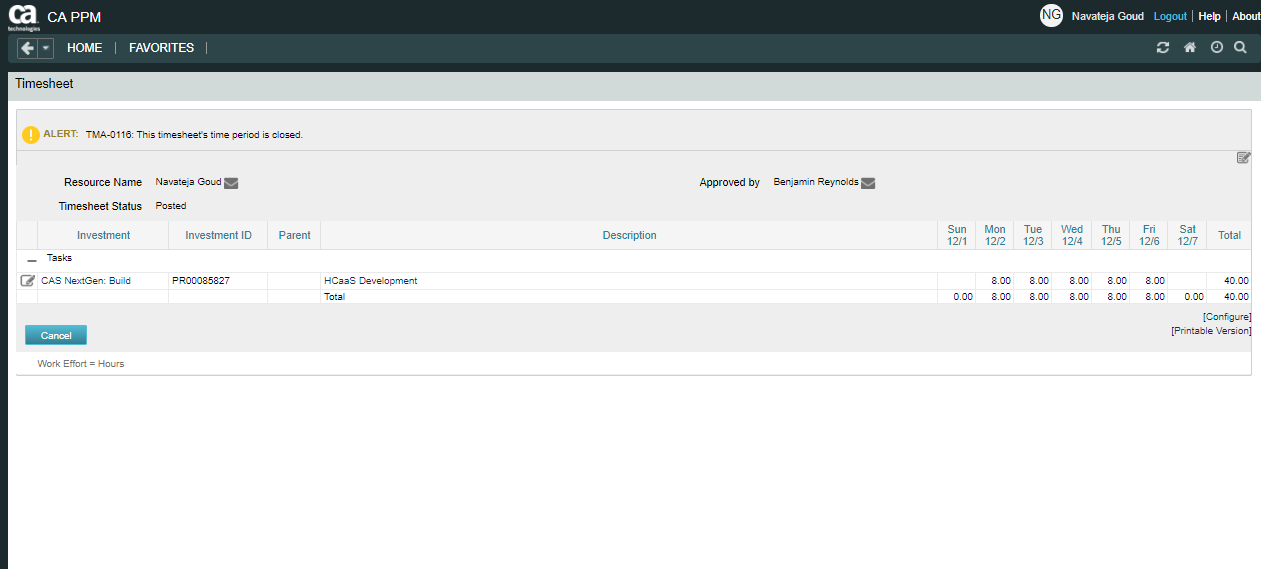 ca
technologies
CA PPM
NG Navateja Goud Logout | Help | About
HOME | FAVORITES |
Timesheet
ALERT: TMA-0116: This timesheet's time period is closed.
Resource Name Navateja Goud Approved by Benjamin Reynolds
Timesheet Status Posted
Investment Investment ID Parent Description Sun 12/1 Mon 12/2 Tue 12/3 Wed 12/4 Thu 12/5 Fri 12/6 Sat 12/7 Total
Tasks
CAS NextGen: Build PR00085827 HCaaS Development 8.00 8.00 8.00 8.00 8.00 40.00
Total 0.00 8.00 8.00 8.00 8.00 8.00 0.00 40.00
[Configure]
Cancel [Printable Version]
Work Effort = Hours